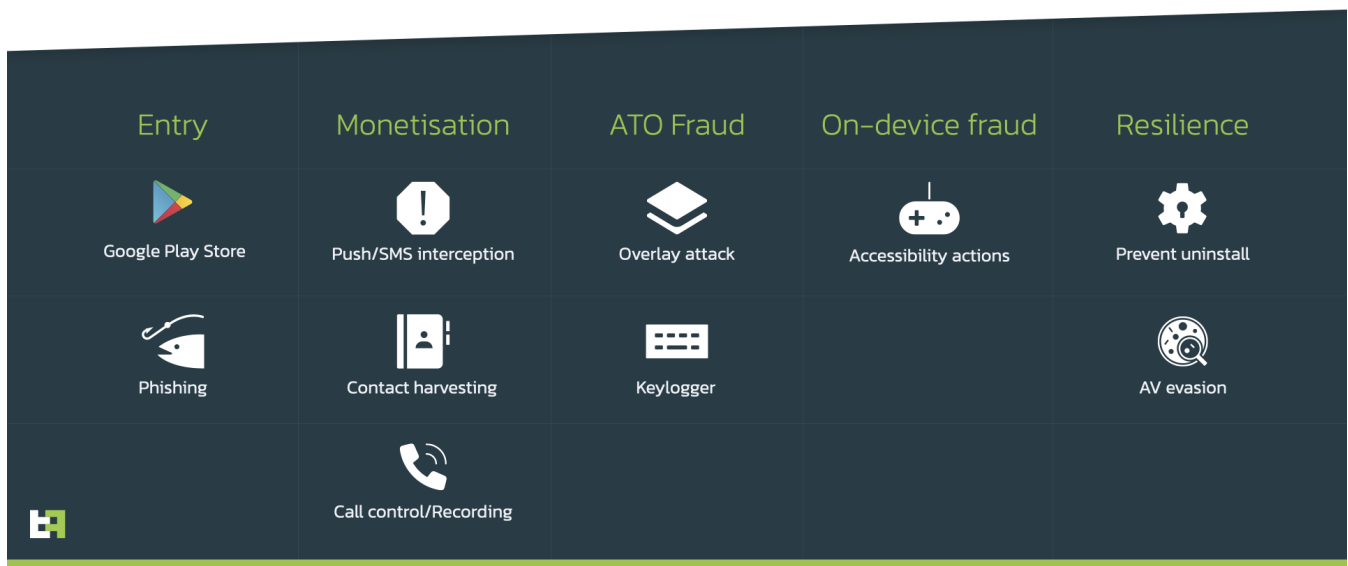 Entry
Monetisation
ATO Fraud
On-device fraud
Resilience
Google Play Store
Push/SMS interception
Overlay attack
Accessibility actions
Prevent uninstall
Phishing
Contact harvesting
Keylogger
AV evasion
Call control/Recording